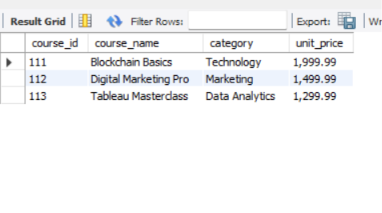 Result Grid Filter Rows: Export: Wr
course_id course_name category unit_price
111 Blockchain Basics Technology 1,999.99
112 Digital Marketing Pro Marketing 1,499.99
113 Tableau Masterclass Data Analytics 1,299.99